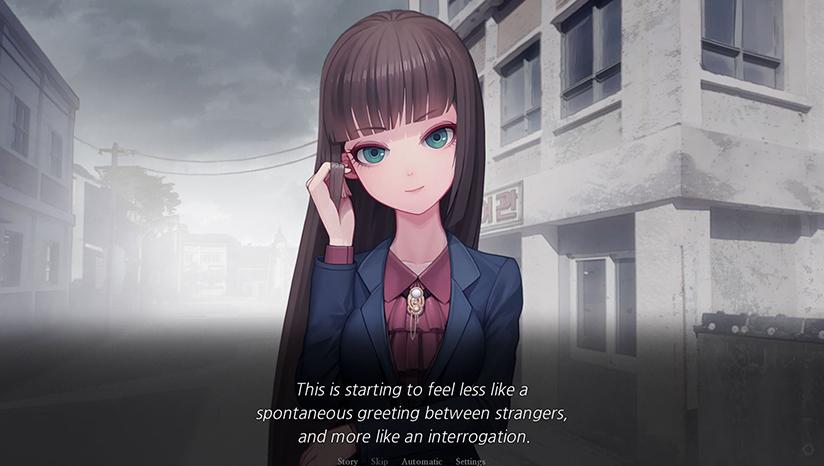 관
This is starting to feel less like a
spontaneous greeting between strangers,
and more like an interrogation.
Story Skip Automatic Settings